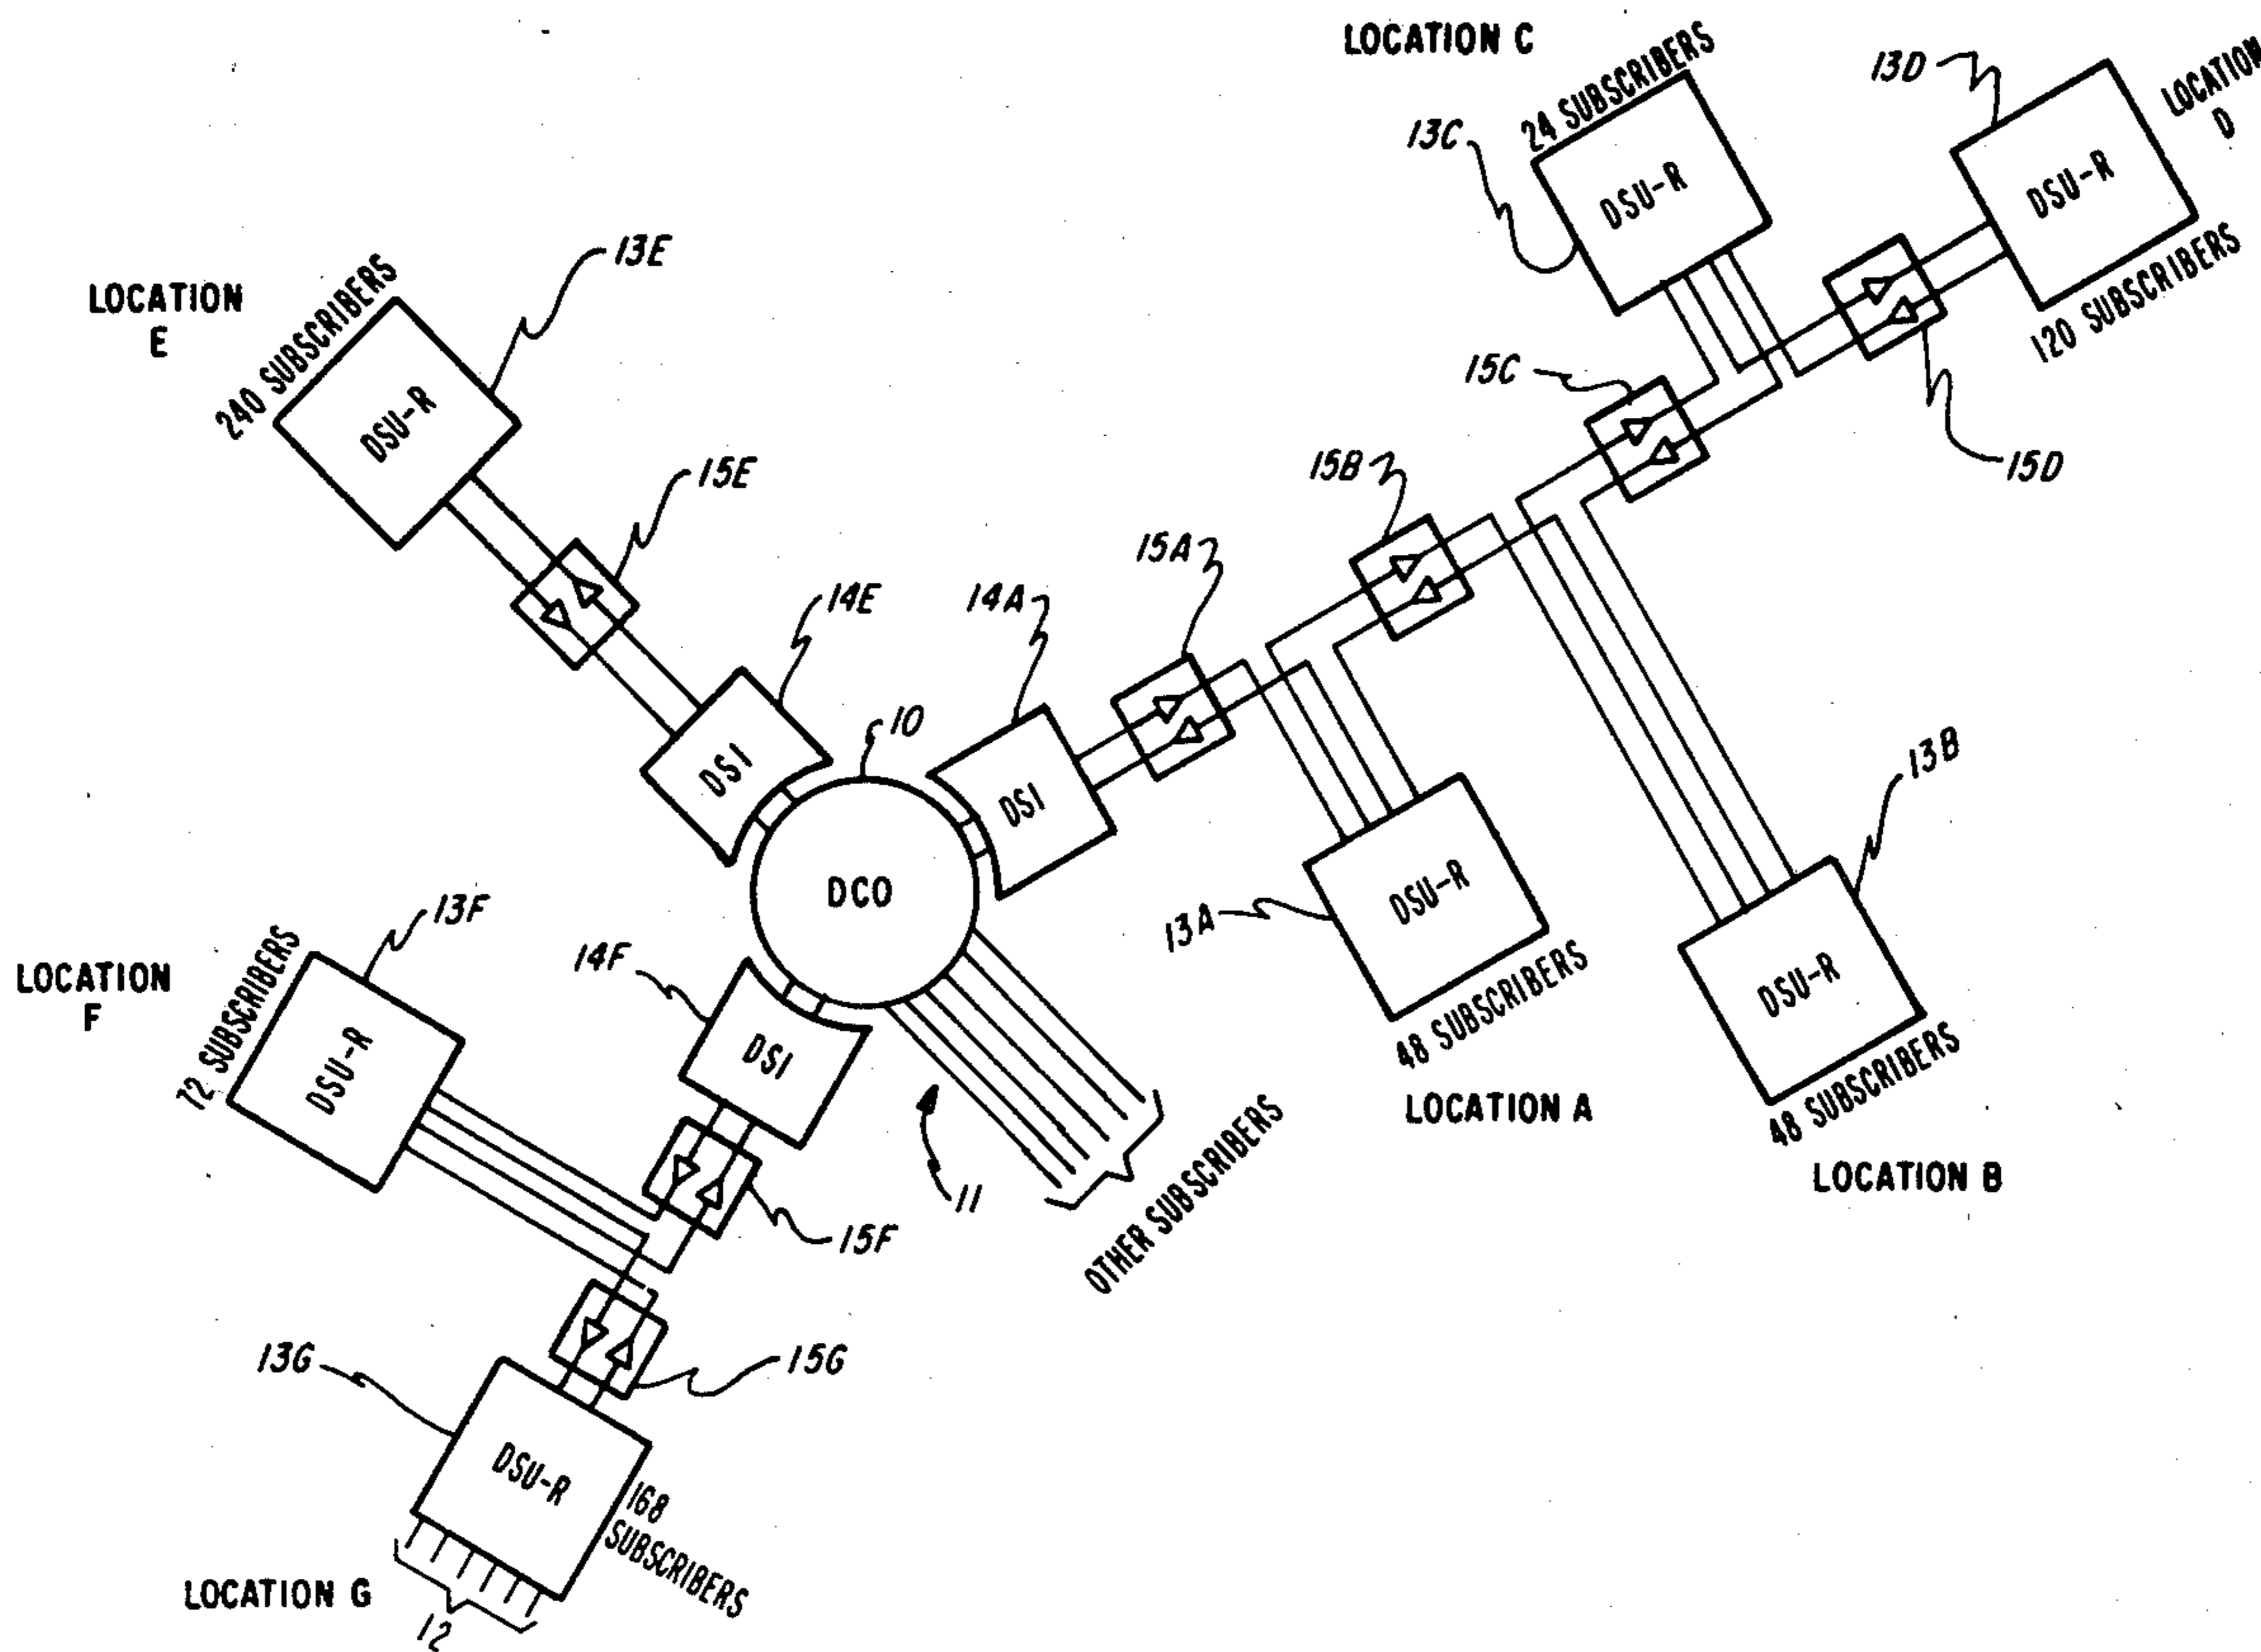 LOCATION C
24 SUBSCRIBERS
DSU-R
13C
13D
LOCATION
D
DSU-R
120 SUBSCRIBERS
15C
15D
LOCATION
E
240 SUBSCRIBERS
DSU-R
13E
15E
14E
DSI
10
14A
DSI
15A
15B
DCO
13A
DSU-R
48 SUBSCRIBERS
LOCATION A
13B
DSU-R
48 SUBSCRIBERS
LOCATION B
LOCATION
F
72 SUBSCRIBERS
DSU-R
13F
14F
DSI
15F
11
OTHER SUBSCRIBERS
13G
15G
DSU-R
168
SUBSCRIBERS
LOCATION G
12